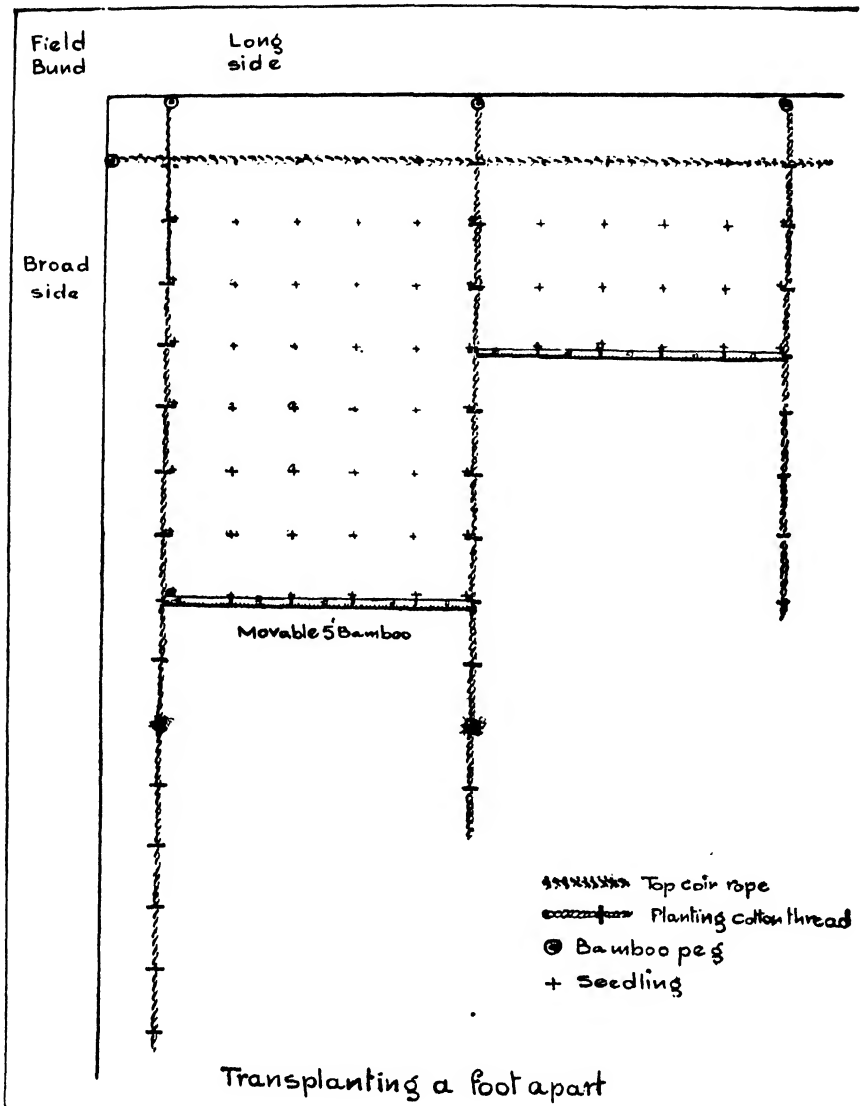 Field
Bund
Long
side
Broad
side
Movable 5' Bamboo
Top coir rope
Planting cotton thread
Bamboo peg
+ Seedling
Transplanting a foot apart